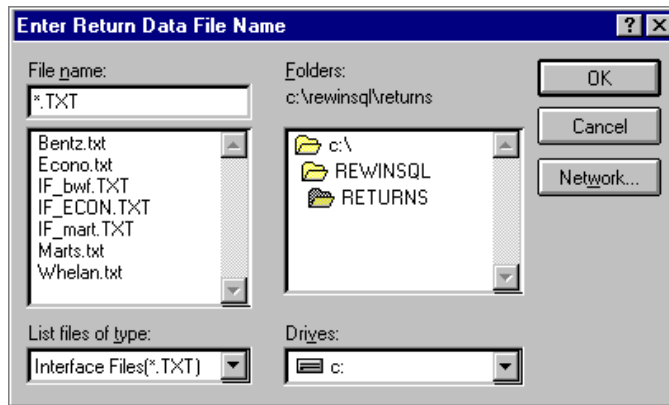 Enter Return Data File Name
File name:
*.TXT
Bentz.txt
Econo.txt
IF_bwf.TXT
IF_ECON.TXT
IF_mart.TXT
Marts.txt
Whelan.txt
List files of type:
Interface Files(*.TXT)
Folders:
c:\rewinsql\returns
c:\
REWINSQL
RETURNS
Drives:
c:
OK
Cancel
Network...